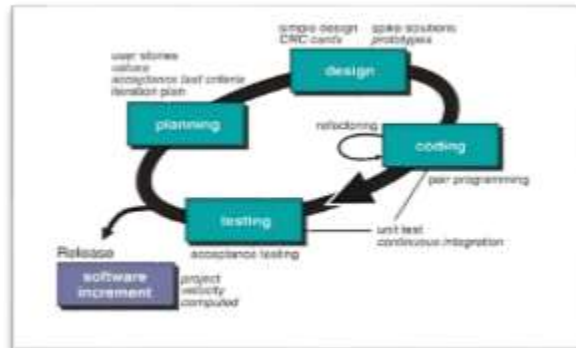 simple design
CRC cards
spike solutions
prototypes
user stories
values
acceptance test criteria
iteration plan
design
planning
refactoring
coding
pair programming
testing
unit test
continuous integration
acceptance testing
Release
software
increment
project
velocity
computed